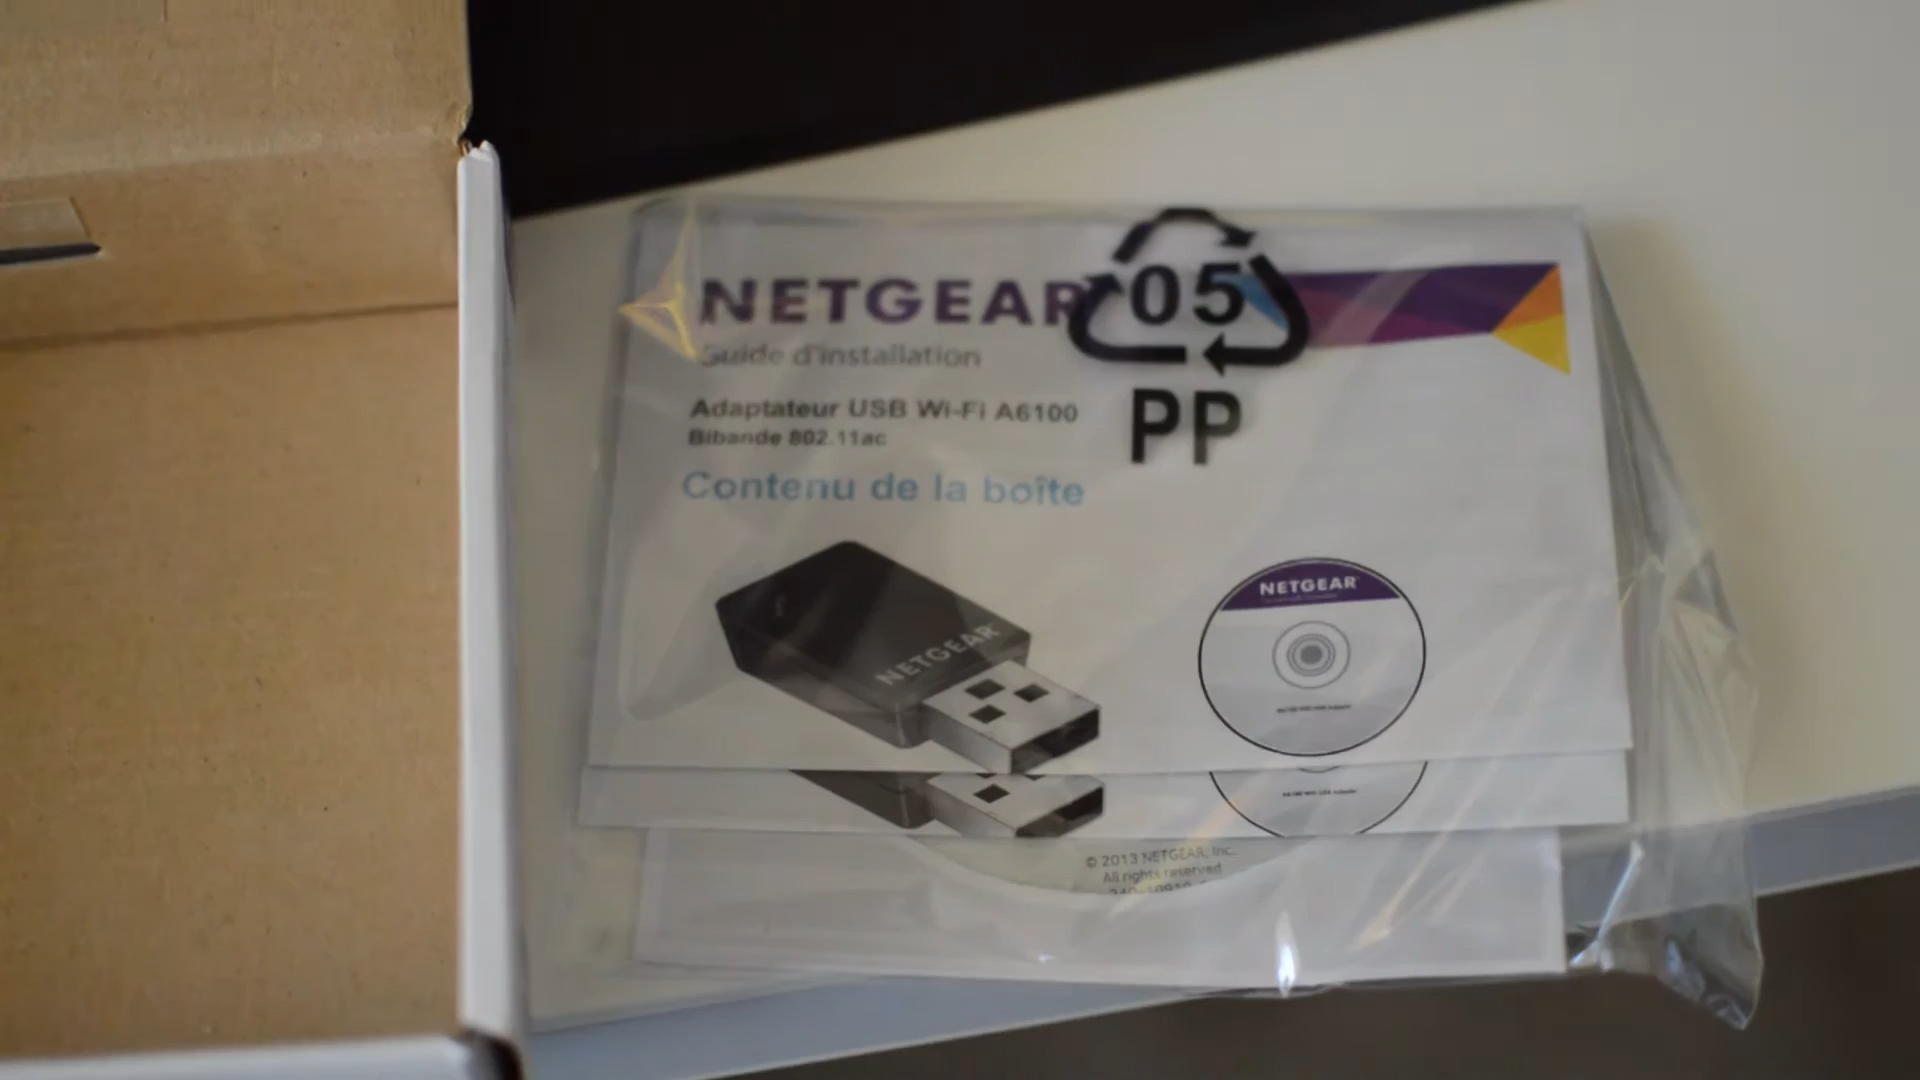 NETGEAR
05
PP
Guide d'installation
Adaptateur USB Wi-Fi A6100
Bibande 802.11ac
Contenu de la boîte
NETGEAR
NETGEAR
© 2013 NETGEAR, Inc.
All rights reserved